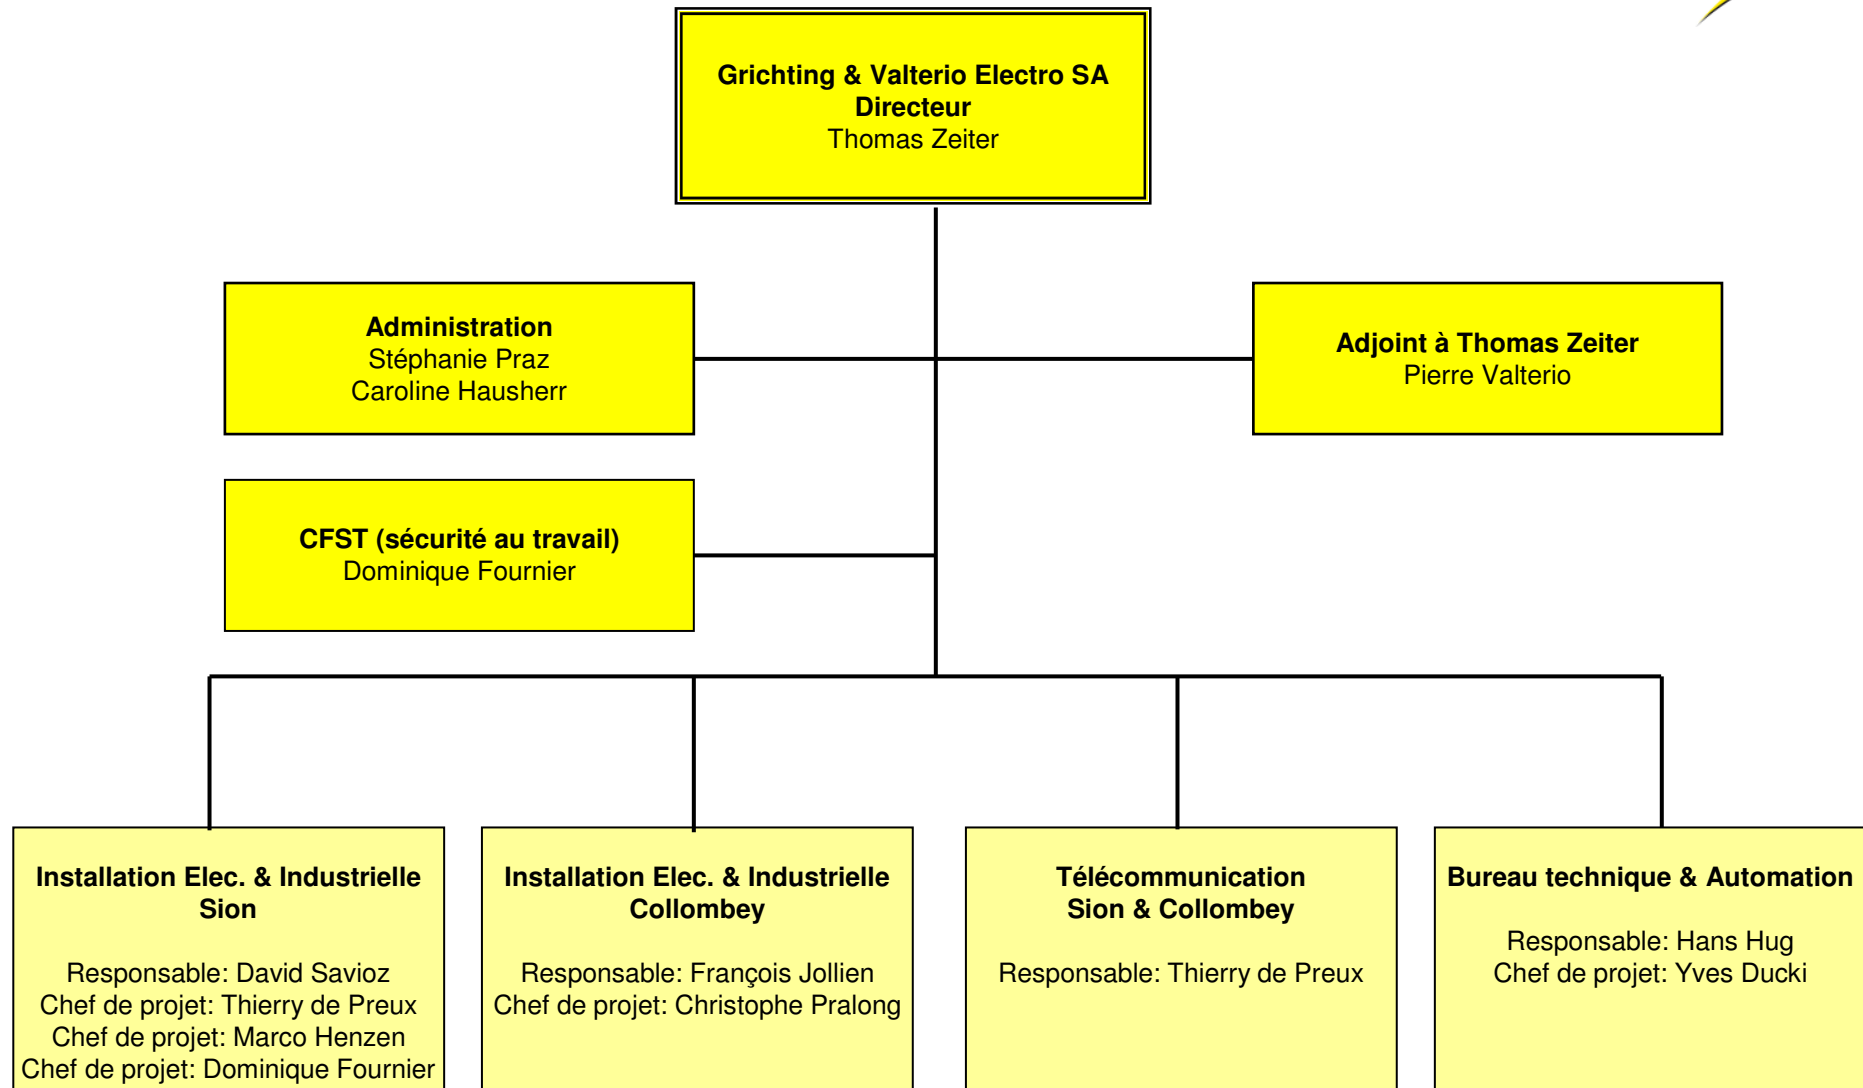 Grichting & Valterio Electro SA
Directeur
Thomas Zeiter
Administration
Stéphanie Praz
Caroline Hausherr
Adjoint à Thomas Zeiter
Pierre Valterio
CFST (sécurité au travail)
Dominique Fournier
Installation Elec. & Industrielle
Sion
Responsable: David Savioz
Chef de projet: Thierry de Preux
Chef de projet: Marco Henzen
Chef de projet: Dominique Fournier
Installation Elec. & Industrielle
Collombey
Responsable: François Jollien
Chef de projet: Christophe Pralong
Télécommunication
Sion & Collombey
Responsable: Thierry de Preux
Bureau technique & Automation
Responsable: Hans Hug
Chef de projet: Yves Ducki